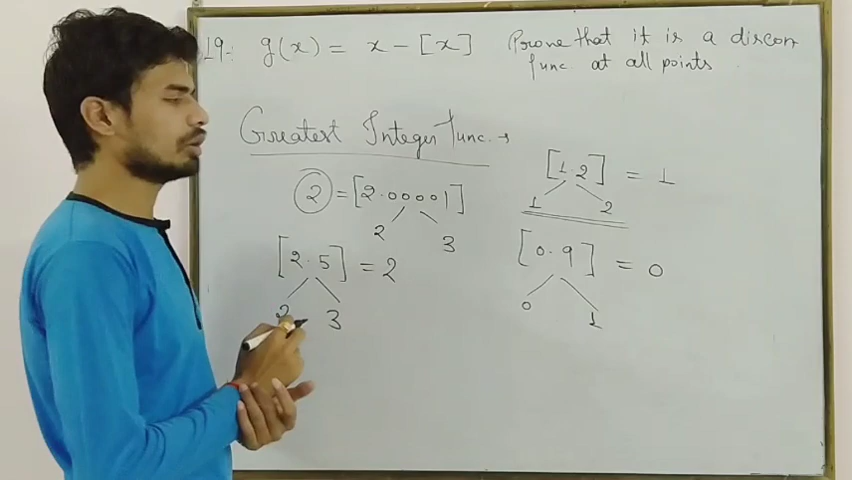 19. g(x) = x - [x] Prove that it is a discon
func. at all points
Greatest Integer func. →
[1.2] = 1
1 2
2 = [2.00001]
2 3
[2.5] = 2
2 3
[0.9] = 0
0 1